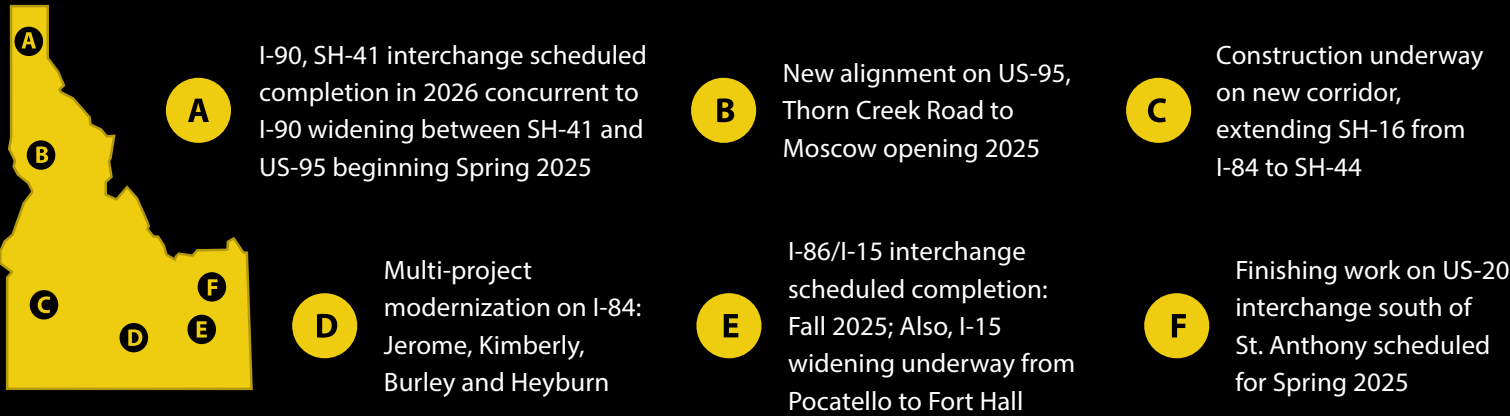 A
B
C
D
E
F
A
I-90, SH-41 interchange scheduled
completion in 2026 concurrent to
I-90 widening between SH-41 and
US-95 beginning Spring 2025
B
New alignment on US-95,
Thorn Creek Road to
Moscow opening 2025
C
Construction underway
on new corridor,
extending SH-16 from
I-84 to SH-44
D
Multi-project
modernization on I-84:
Jerome, Kimberly,
Burley and Heyburn
E
I-86/I-15 interchange
scheduled completion:
Fall 2025; Also, I-15
widening underway from
Pocatello to Fort Hall
F
Finishing work on US-20
interchange south of
St. Anthony scheduled
for Spring 2025